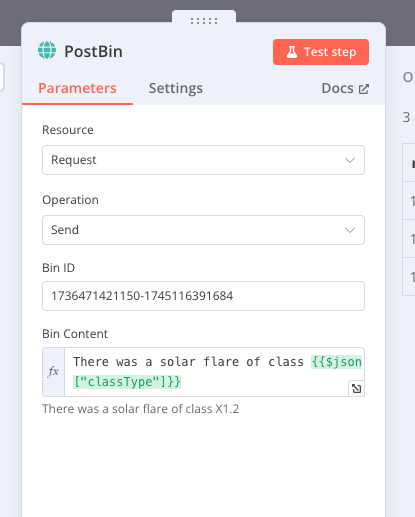 PostBin
Test step
Parameters
Settings
Docs
O
3
Resource
Request
Operation
Send
Bin ID
1736471421150-1745116391684
Bin Content
fx
There was a solar flare of class {{$json
["classType"]}}
There was a solar flare of class X1.2
1
1
1